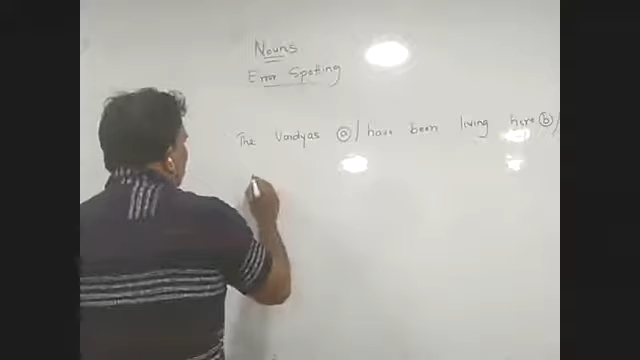 Nouns
Error Spotting
The Vaidyas ⓐ / have been living here ⓑ /